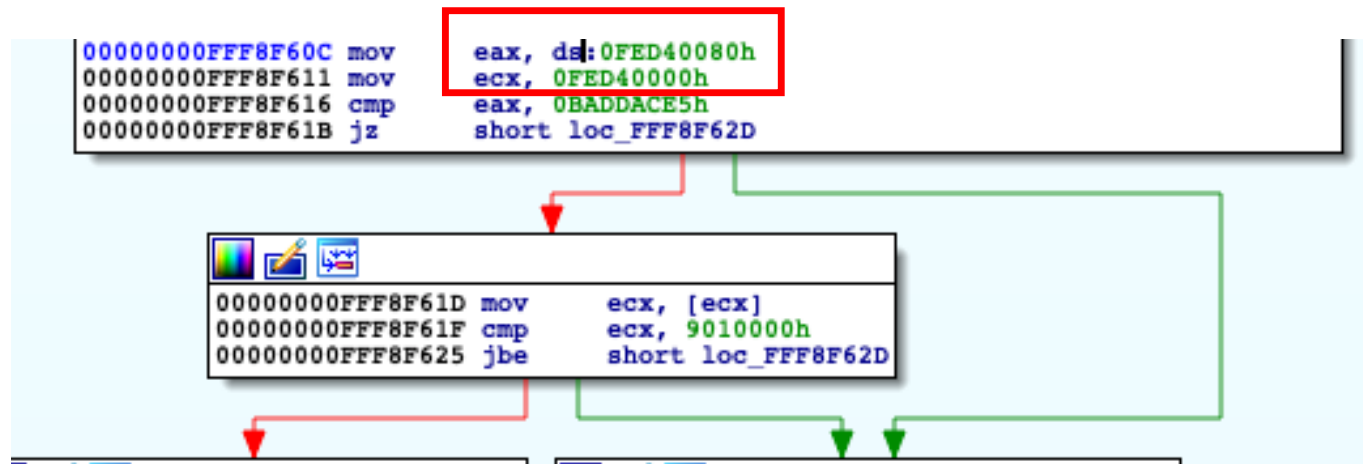 00000000FFF8F60C mov eax, ds:0FED40080h
00000000FFF8F611 mov ecx, 0FED40000h
00000000FFF8F616 cmp eax, 0BADDACE5h
00000000FFF8F61B jz short loc_FFF8F62D
00000000FFF8F61D mov ecx, [ecx]
00000000FFF8F61F cmp ecx, 9010000h
00000000FFF8F625 jbe short loc_FFF8F62D